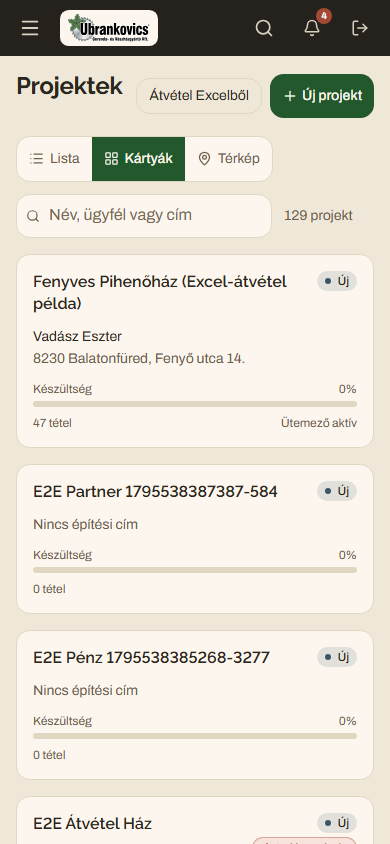 Ubrankovics
4
Projektek
Átvétel Excelből
Új projekt
Lista
Kártyák
Térkép
Név, ügyfél vagy cím
129 projekt
Fenyves Pihenőház (Excel-átvétel példa)
Új
Vadász Eszter
8230 Balatonfüred, Fenyő utca 14.
Készültség
0%
47 tétel
Ütemező aktív
E2E Partner 1795538387387-584
Új
Nincs építési cím
Készültség
0%
0 tétel
E2E Pénz 1795538385268-3277
Új
Nincs építési cím
Készültség
0%
0 tétel
E2E Átvétel Ház
Új